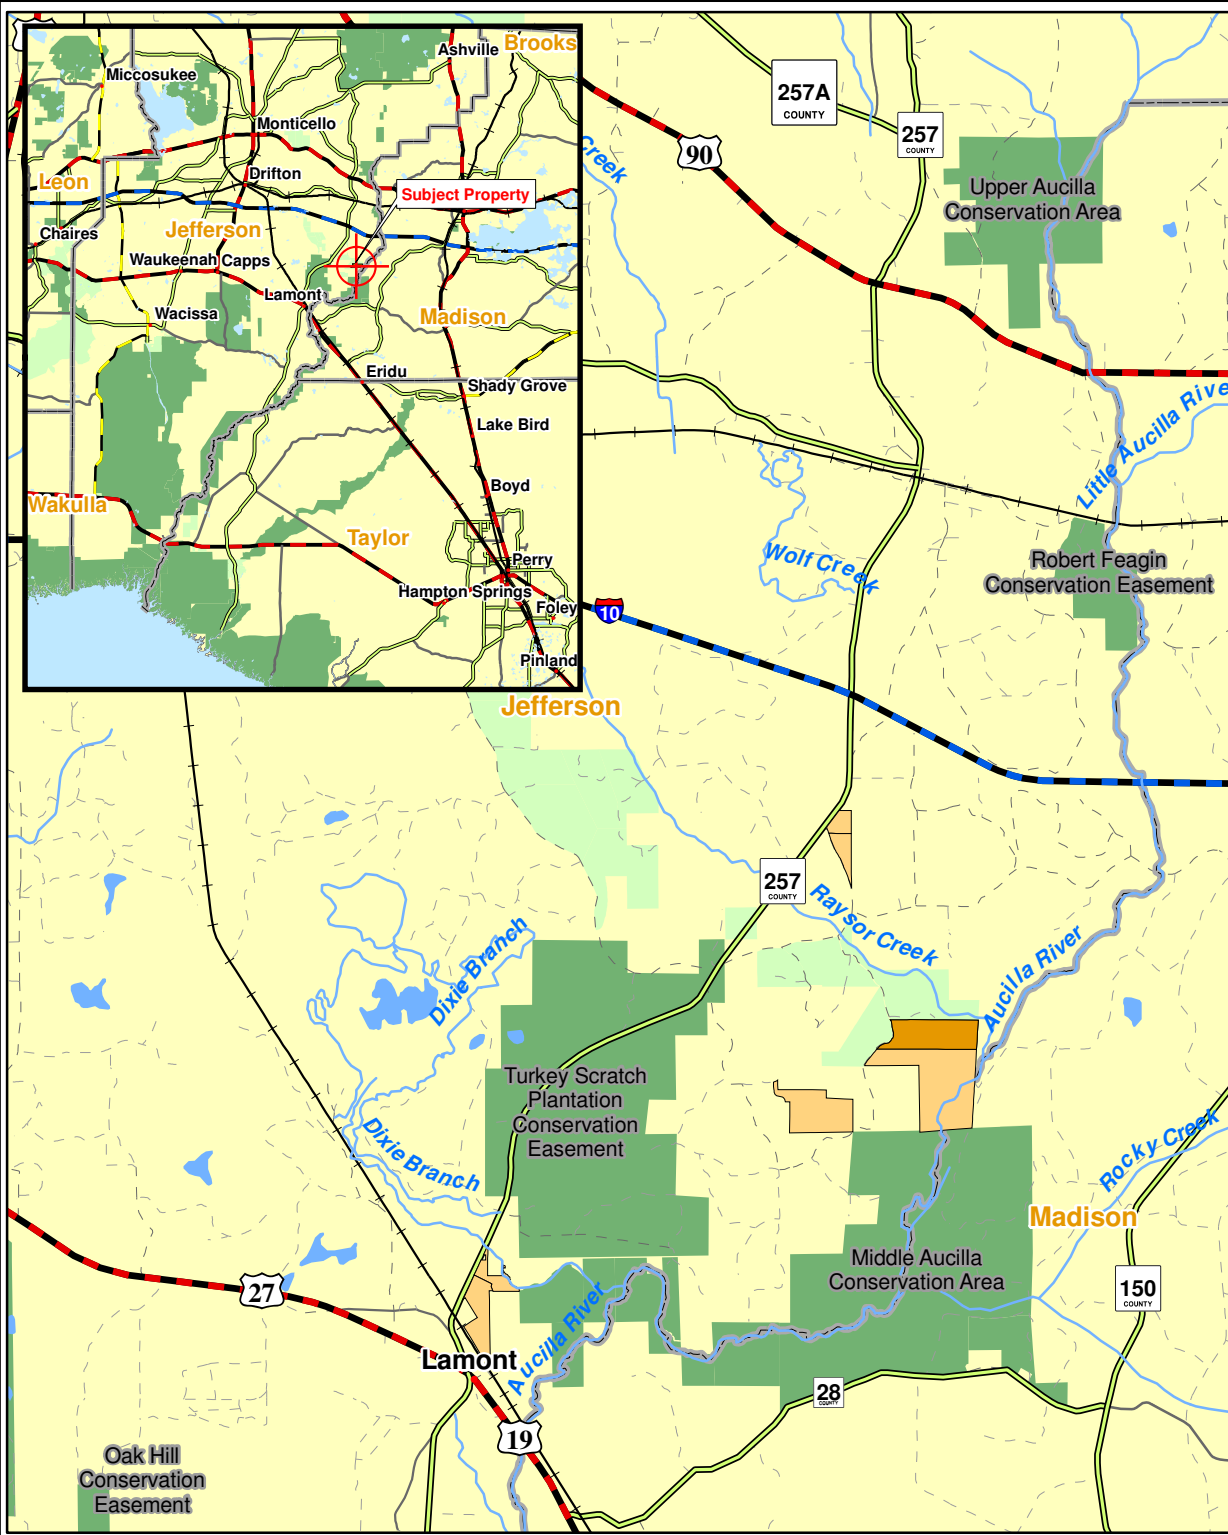 Ashville
Brooks
Miccosukee
Monticello
Drifton
Leon
Subject Property
Chaires
Jefferson
Waukeenah
Capps
Lamont
Wacissa
Madison
Eridu
Shady Grove
Lake Bird
Boyd
Wakulla
Taylor
Perry
Hampton Springs
Foley
Pinland
257A
COUNTY
257
COUNTY
90
Creek
Upper Aucilla
Conservation Area
Little Aucilla River
Wolf Creek
Robert Feagin
Conservation Easement
10
Jefferson
257
COUNTY
Raysor Creek
Dixie Branch
Aucilla River
Turkey Scratch
Plantation
Conservation
Easement
Dixie Branch
Rocky Creek
Madison
Middle Aucilla
Conservation Area
27
150
COUNTY
Aucilla River
Lamont
28
COUNTY
19
Oak Hill
Conservation
Easement